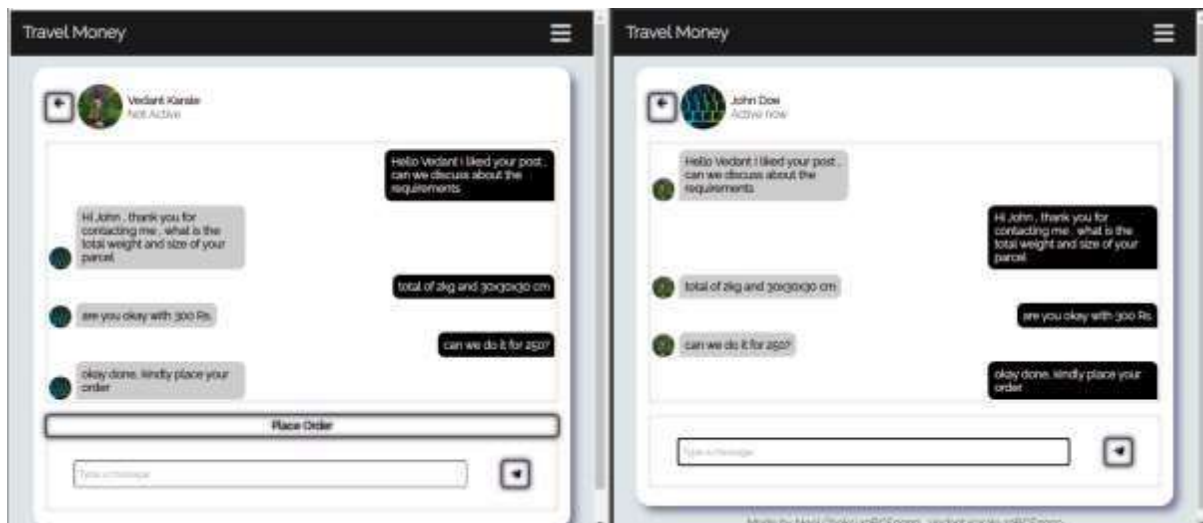 Travel Money
Vedant Karale
Not Active
Hello Vedant I liked your post ,
can we discuss about the
requirements
Hi John , thank you for
contacting me , what is the
total weight and size of your
parcel
total of 2kg and 30x30x30 cm
are you okay with 300 Rs.
can we do it for 250?
okay done, kindly place your
order
Place Order
Type a message
Travel Money
John Doe
Active now
Hello Vedant I liked your post ,
can we discuss about the
requirements
Hi John , thank you for
contacting me , what is the
total weight and size of your
parcel
total of 2kg and 30x30x30 cm
are you okay with 300 Rs.
can we do it for 250?
okay done, kindly place your
order
Type a message
Made by